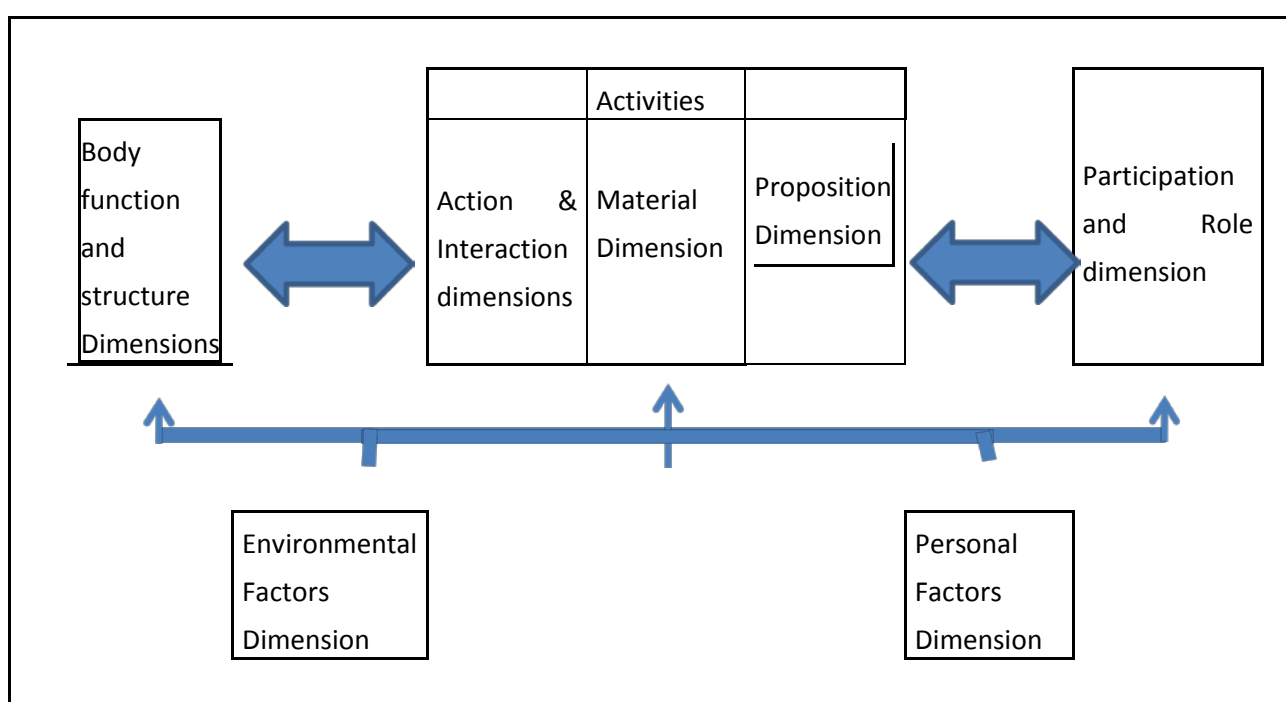 Activities
Body
function
and
structure
Dimensions
Action & 
Interaction
dimensions
Material
Dimension
Proposition
Dimension
Participation
and Role
dimension
Environmental
Factors
Dimension
Personal
Factors
Dimension